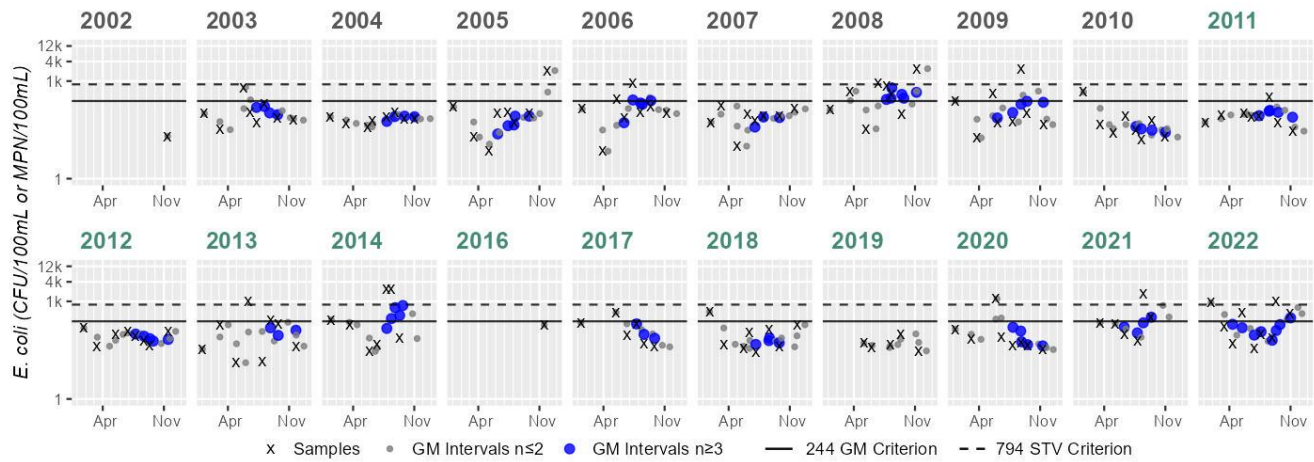 2002 2003 2004 2005 2006 2007 2008 2009 2010 2011
12k
4k
1k
1
Apr Nov Apr Nov Apr Nov Apr Nov Apr Nov Apr Nov Apr Nov Apr Nov Apr Nov Apr Nov
E. coli (CFU/100mL or MPN/100mL)
2012 2013 2014 2016 2017 2018 2019 2020 2021 2022
12k
4k
1k
1
Apr Nov Apr Nov Apr Nov Apr Nov Apr Nov Apr Nov Apr Nov Apr Nov Apr Nov Apr Nov
x Samples GM Intervals n≤2 GM Intervals n≥3 244 GM Criterion 794 STV Criterion